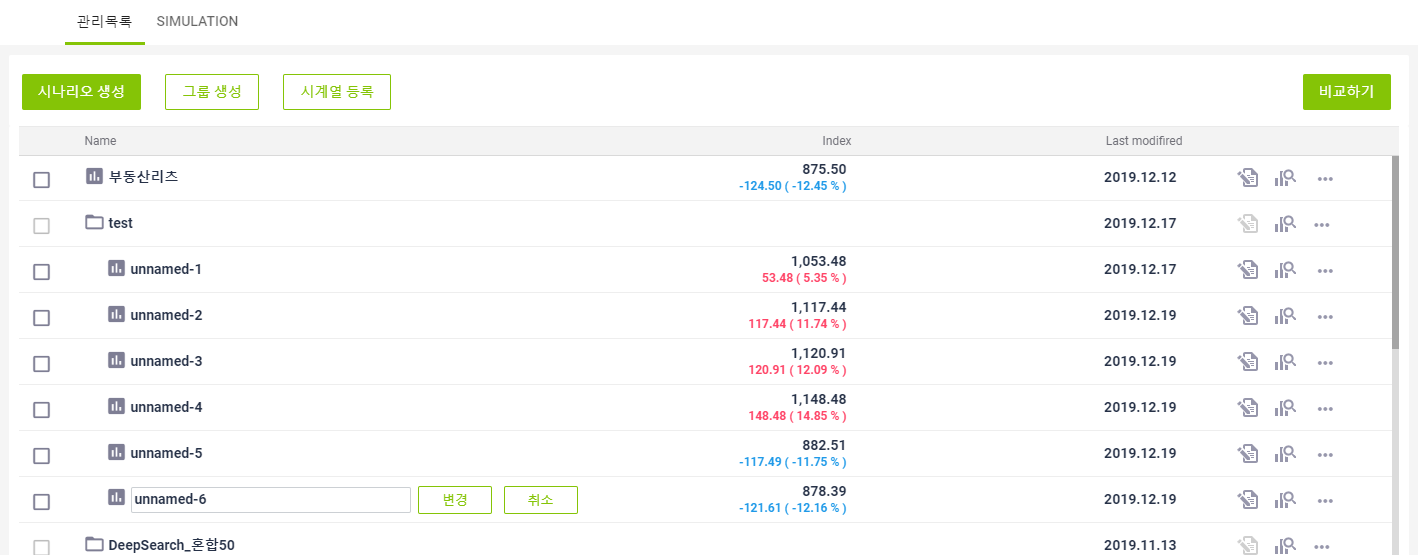 관리목록 SIMULATION
시나리오 생성 그룹 생성 시계열 등록 비교하기
Name Index Last modifired
부동산리즈 875.50 2019.12.12
-124.50 ( -12.45 % )
test 2019.12.17
unnamed-1 1,053.48 2019.12.17
53.48 ( 5.35 % )
unnamed-2 1,117.44 2019.12.19
117.44 ( 11.74 % )
unnamed-3 1,120.91 2019.12.19
120.91 ( 12.09 % )
unnamed-4 1,148.48 2019.12.19
148.48 ( 14.85 % )
unnamed-5 882.51 2019.12.19
-117.49 ( -11.75 % )
unnamed-6 변경 취소 878.39 2019.12.19
-121.61 ( -12.16 % )
DeepSearch_혼합50 2019.11.13